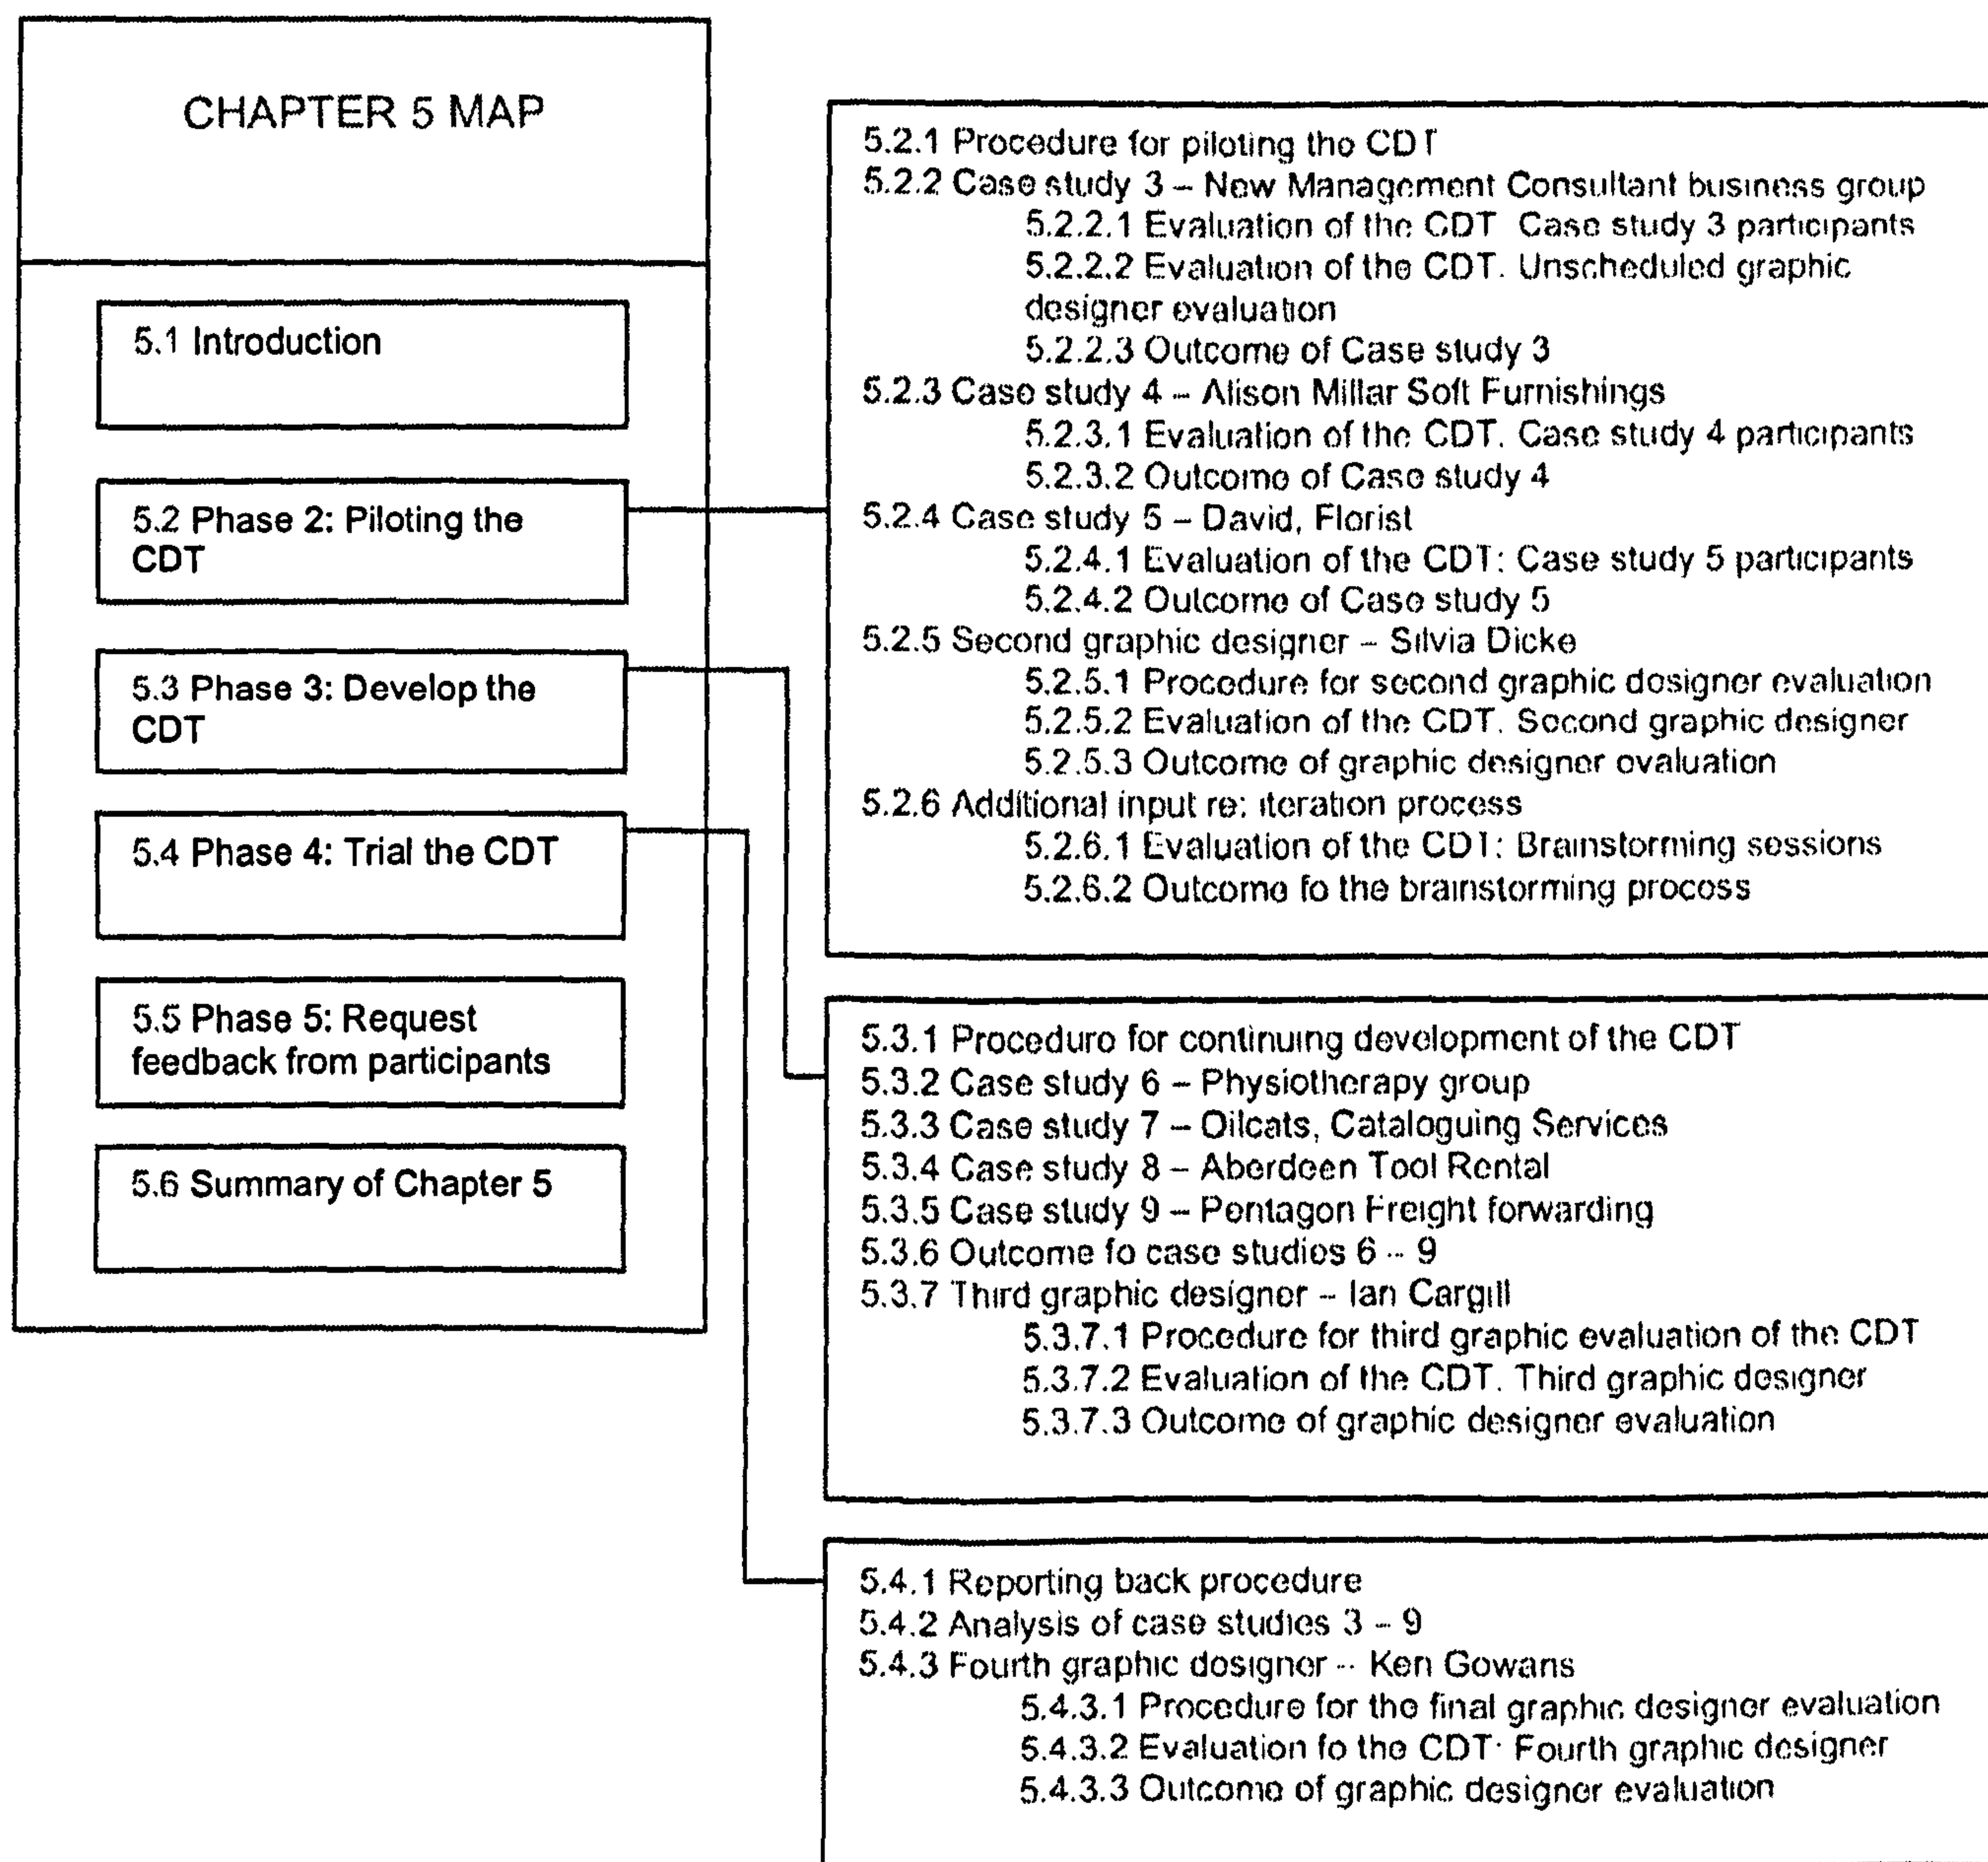 CHAPTER 5 MAP
5.1 Introduction
5.2 Phase 2: Piloting the
CDT
5.3 Phase 3: Develop the
CDT
5.4 Phase 4: Trial the CDT
5.5 Phase 5: Request
feedback from participants
5.6 Summary of Chapter 5
5.2.1 Procedure for piloting the CDT
5.2.2 Case study 3 – New Management Consultant business group
5.2.2.1 Evaluation of the CDT Case study 3 participants
5.2.2.2 Evaluation of the CDT. Unscheduled graphic
designer evaluation
5.2.2.3 Outcome of Case study 3
5.2.3 Case study 4 – Alison Millar Soft Furnishings
5.2.3.1 Evaluation of the CDT. Case study 4 participants
5.2.3.2 Outcome of Case study 4
5.2.4 Case study 5 – David, Florist
5.2.4.1 Evaluation of the CDT: Case study 5 participants
5.2.4.2 Outcome of Case study 5
5.2.5 Second graphic designer – Silvia Dicke
5.2.5.1 Procedure for second graphic designer evaluation
5.2.5.2 Evaluation of the CDT. Second graphic designer
5.2.5.3 Outcome of graphic designer evaluation
5.2.6 Additional input re: iteration process
5.2.6.1 Evaluation of the CDT: Brainstorming sessions
5.2.6.2 Outcome fo the brainstorming process
5.3.1 Procedure for continuing development of the CDT
5.3.2 Case study 6 – Physiotherapy group
5.3.3 Case study 7 – Oilcats, Cataloguing Services
5.3.4 Case study 8 – Aberdeen Tool Rental
5.3.5 Case study 9 – Pentagon Freight forwarding
5.3.6 Outcome fo case studies 6 – 9
5.3.7 Third graphic designer – Ian Cargill
5.3.7.1 Procedure for third graphic evaluation of the CDT
5.3.7.2 Evaluation of the CDT. Third graphic designer
5.3.7.3 Outcome of graphic designer evaluation
5.4.1 Reporting back procedure
5.4.2 Analysis of case studies 3 – 9
5.4.3 Fourth graphic designer – Ken Gowans
5.4.3.1 Procedure for the final graphic designer evaluation
5.4.3.2 Evaluation fo the CDT: Fourth graphic designer
5.4.3.3 Outcome of graphic designer evaluation